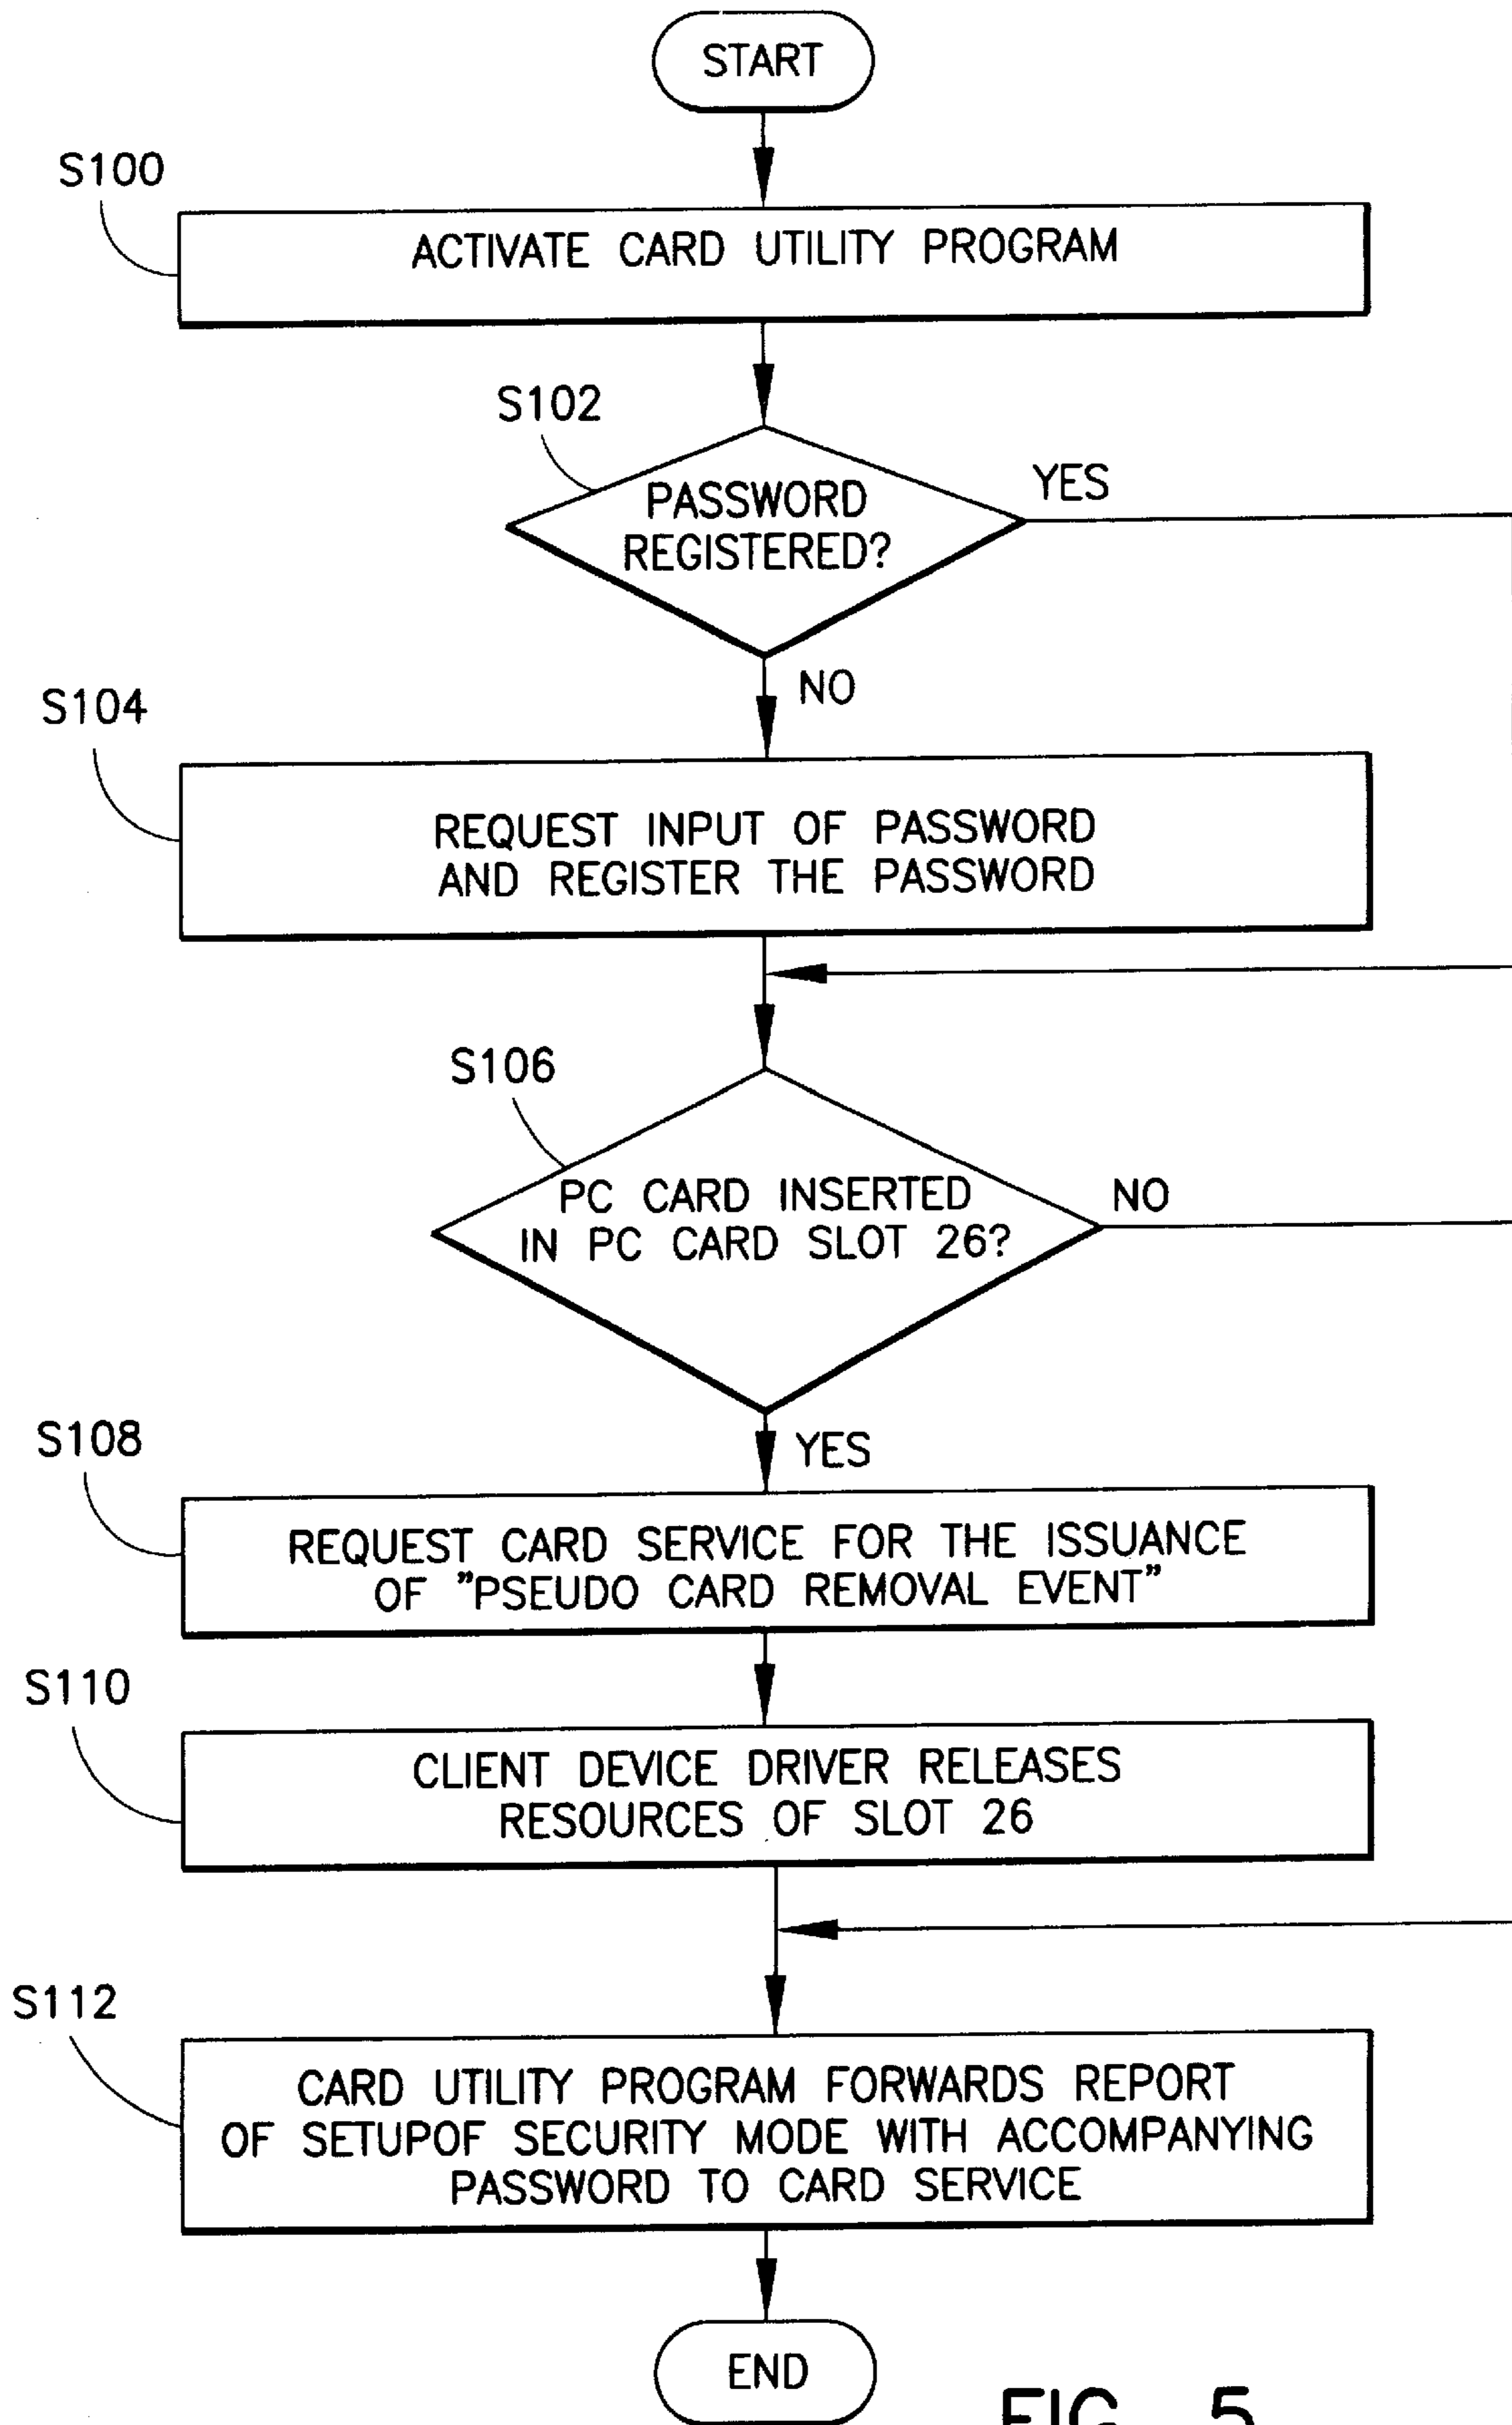 START
S100
ACTIVATE CARD UTILITY PROGRAM
S102
PASSWORD
REGISTERED?
YES
NO
S104
REQUEST INPUT OF PASSWORD
AND REGISTER THE PASSWORD
S106
PC CARD INSERTED
IN PC CARD SLOT 26?
NO
YES
S108
REQUEST CARD SERVICE FOR THE ISSUANCE
OF "PSEUDO CARD REMOVAL EVENT"
S110
CLIENT DEVICE DRIVER RELEASES
RESOURCES OF SLOT 26
S112
CARD UTILITY PROGRAM FORWARDS REPORT
OF SETUPOF SECURITY MODE WITH ACCOMPANYING
PASSWORD TO CARD SERVICE
END
FIG. 5